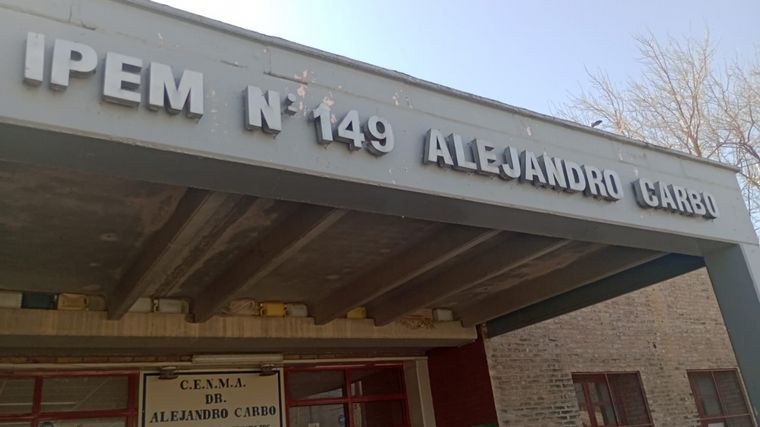 IPEM N° 149 ALEJANDRO CARBO
C.E.N.M.A.
DR.
ALEJANDRO CARBO